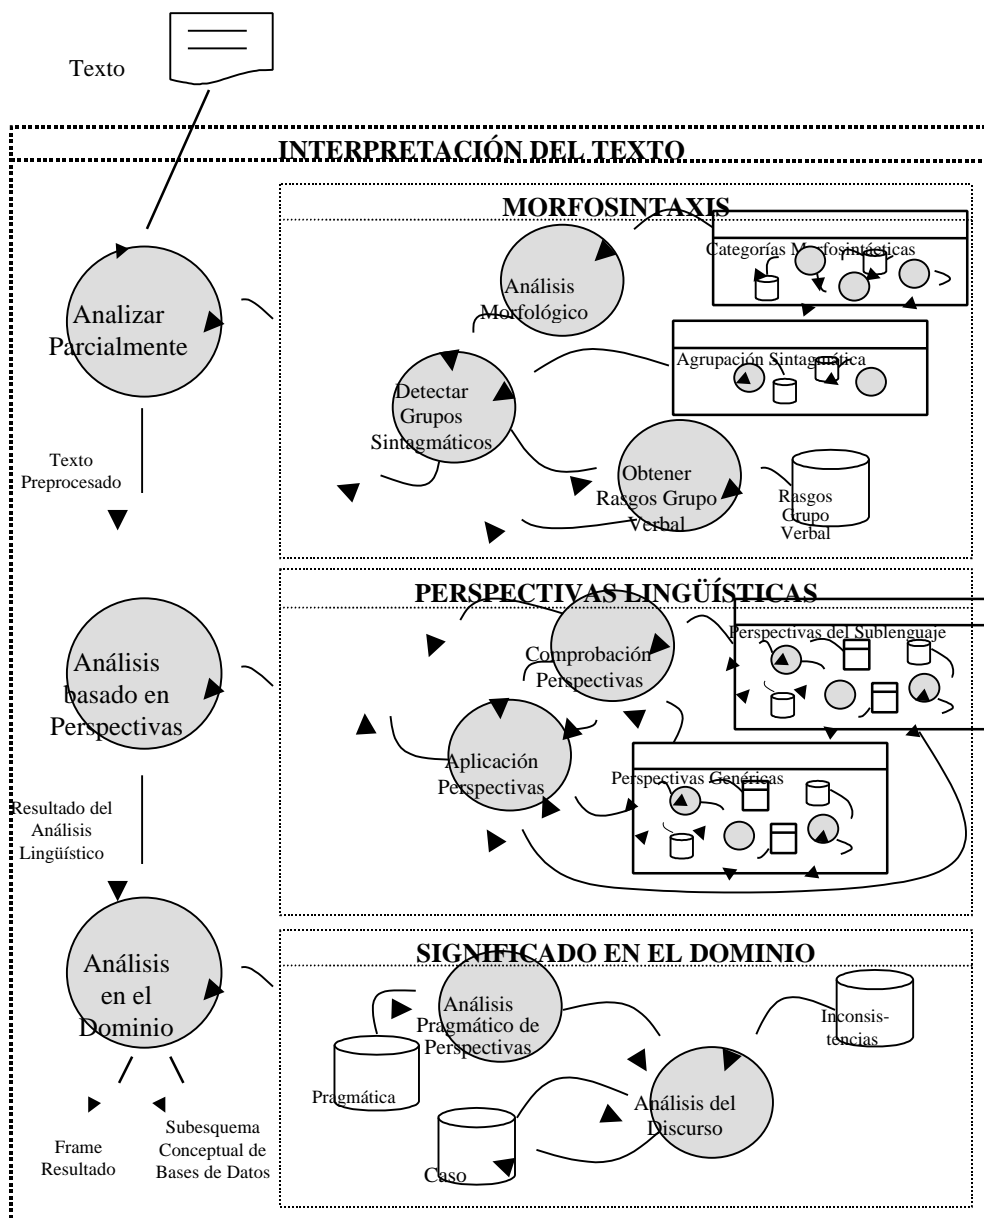 Texto
INTERPRETACIÓN DEL TEXTO
Analizar
Parcialmente
Texto
Preprocesado
Análisis
basado en
Perspectivas
Resultado del
Análisis
Lingüístico
Análisis
en el
Dominio
Frame
Resultado
Subesquema
Conceptual de
Bases de Datos
MORFOSINTAXIS
Análisis
Morfológico
Categorías Morfosintácticas
Detectar
Grupos
Sintagmáticos
Agrupación Sintagmática
Obtener
Rasgos Grupo
Verbal
Rasgos
Grupo
Verbal
PERSPECTIVAS LINGÜÍSTICAS
Comprobación
Perspectivas
Perspectivas del Sublenguaje
Aplicación
Perspectivas
Perspectivas Genéricas
SIGNIFICADO EN EL DOMINIO
Análisis
Pragmático de
Perspectivas
Inconsis-
tencias
Pragmática
Análisis del
Discurso
Caso